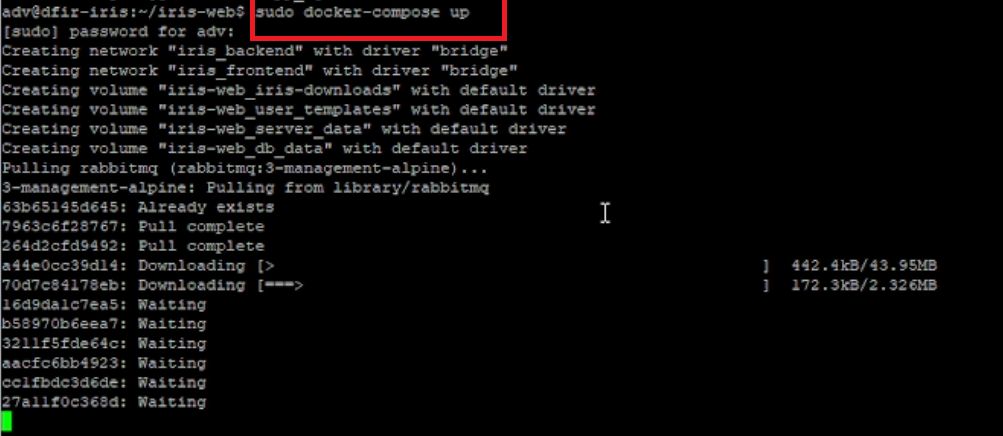 adv@dfir-iris:~/iris-web$ sudo docker-compose up
[sudo] password for adv:
Creating network "iris_backend" with driver "bridge"
Creating network "iris_frontend" with driver "bridge"
Creating volume "iris-web_iris-downloads" with default driver
Creating volume "iris-web_user_templates" with default driver
Creating volume "iris-web_server_data" with default driver
Creating volume "iris-web_db_data" with default driver
Pulling rabbitmq (rabbitmq:3-management-alpine)...
3-management-alpine: Pulling from library/rabbitmq
63b65145d645: Already exists
7963c6f28767: Pull complete
264d2cfd9492: Pull complete
a44e0cc39d14: Downloading [>                                                  ]  442.4kB/43.95MB
70d7c84178eb: Downloading [===>                                               ]  172.3kB/2.326MB
16d9da1c7ea5: Waiting
b58970b6eea7: Waiting
3211f5fde64c: Waiting
aacfc6bb4923: Waiting
cc1fbdc3d6de: Waiting
27a11f0c368d: Waiting